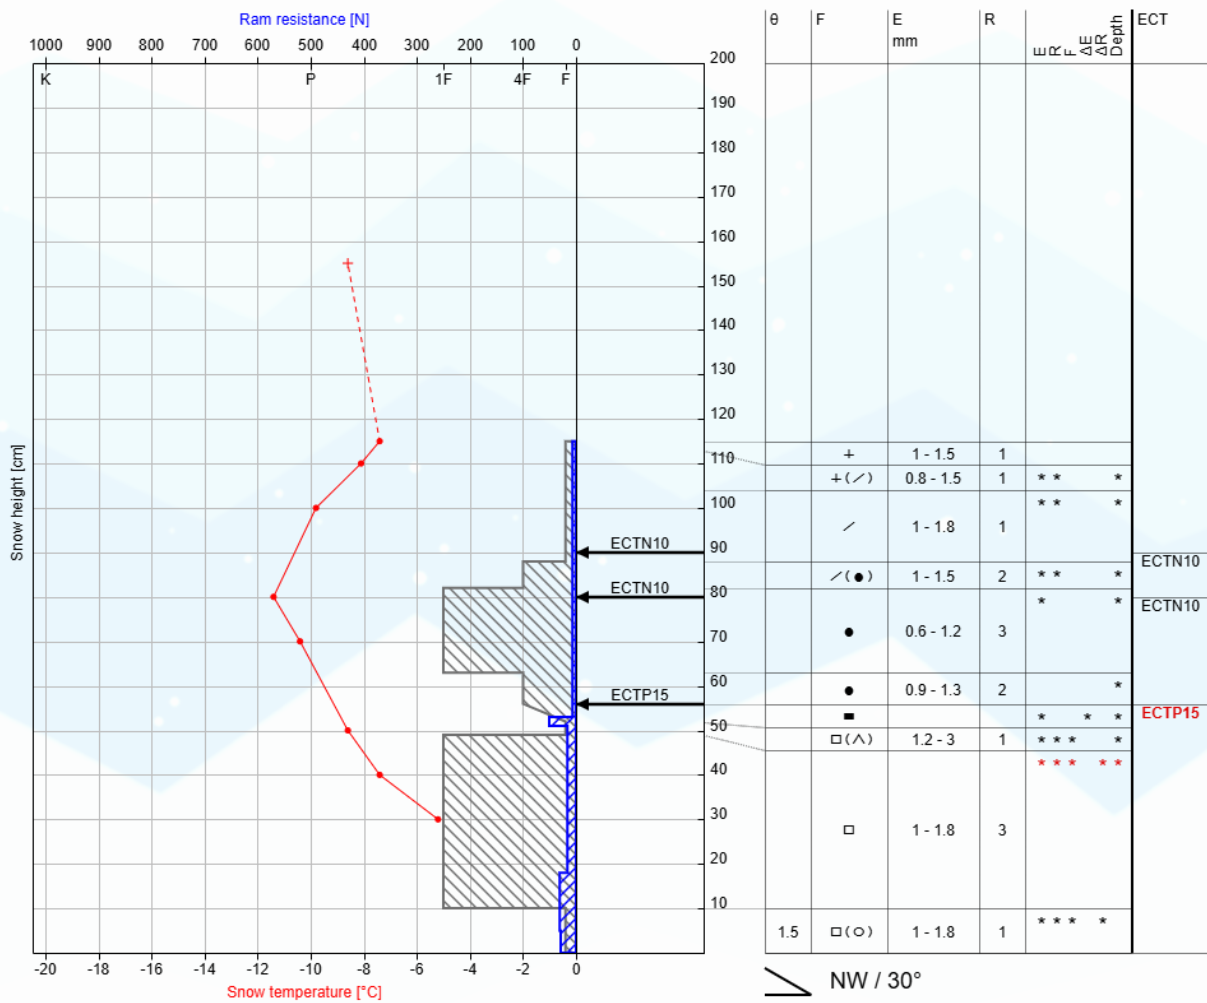 Ram resistance [N]
1000 900 800 700 600 500 400 300 200 100 0
K P 1F 4F F
200
190
180
170
160
150
140
130
120
110
100
90
80
70
60
50
40
30
20
10
Snow height [cm]
ECTN10
ECTN10
ECTP15
-20 -18 -16 -14 -12 -10 -8 -6 -4 -2 0
Snow temperature [°C]
θ F E R E R F ΔE ΔR Depth ECT
mm
+ 1 - 1.5 1
+ ( ∕ ) 0.8 - 1.5 1 * * *
* * *
∕ 1 - 1.8 1
ECTN10
∕ ( ● ) 1 - 1.5 2 * * *
* * ECTN10
● 0.6 - 1.2 3
● 0.9 - 1.3 2 *
■ * * * ECTP15
□ ( ∧ ) 1.2 - 3 1 * * * *
* * * * *
□ 1 - 1.8 3
* * * *
1.5 □ ( ○ ) 1 - 1.8 1
NW / 30°